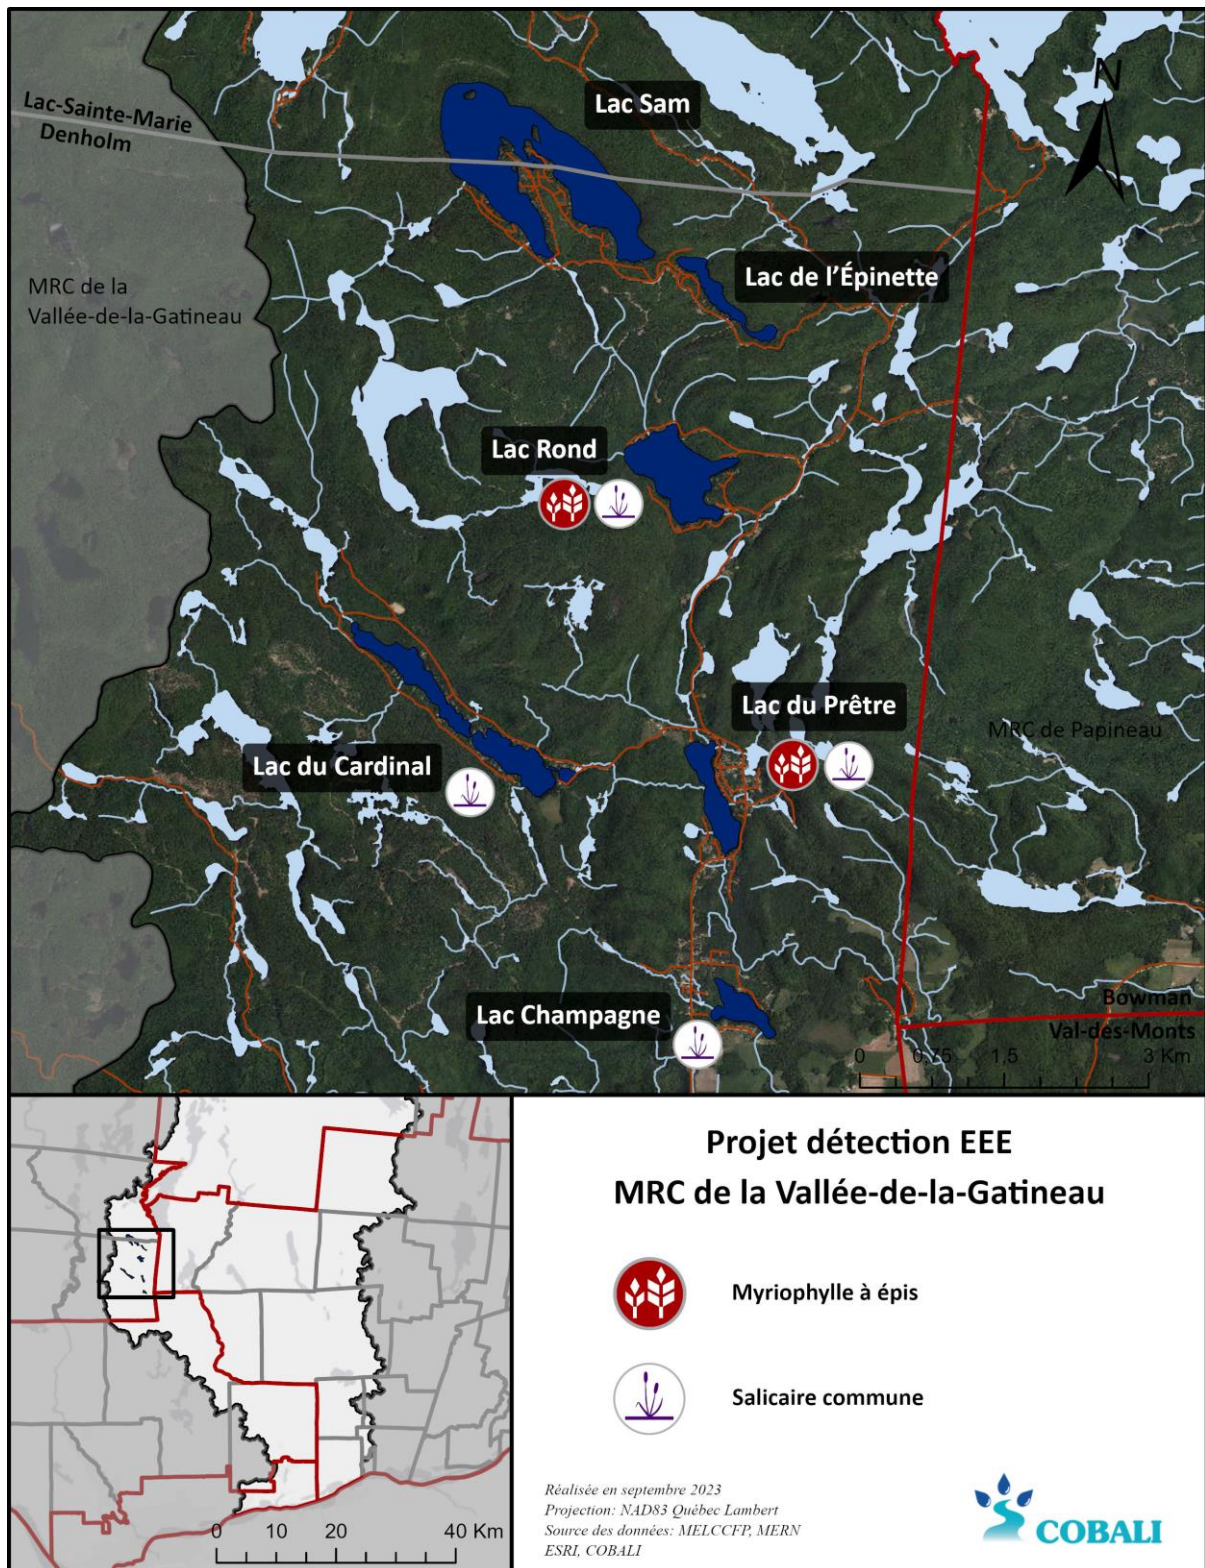 Lac Sam
N
Lac-Sainte-Marie
Denholm
Lac de l'Épinette
MRC de la
Vallée-de-la-Gatineau
Lac Rond
Lac du Prêtre
MRC de Papineau
Lac du Cardinal
Lac Champagne
Bowman
Val-des-Monts
0 0,75 1,5 3 Km
Projet détection EEE
MRC de la Vallée-de-la-Gatineau
Myriophylle à épis
Salicaire commune
Réalisée en septembre 2023
Projection: NAD83 Québec Lambert
Source des données: MELCCFP, MERN
ESRI, COBALI
COBALI
0 10 20 40 Km